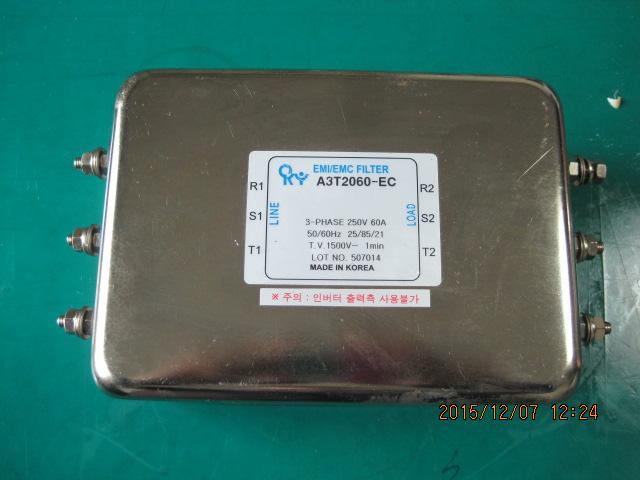 EMI/EMC FILTER
A3T2060-EC
R1
R2
LINE
LOAD
S1
S2
3-PHASE 250V 60A
50/60Hz 25/85/21
T1
T2
T.V.1500V~ 1min
LOT NO. 507014
MADE IN KOREA
※ 주의 : 인버터 출력측 사용불가
2015/12/07 12:24